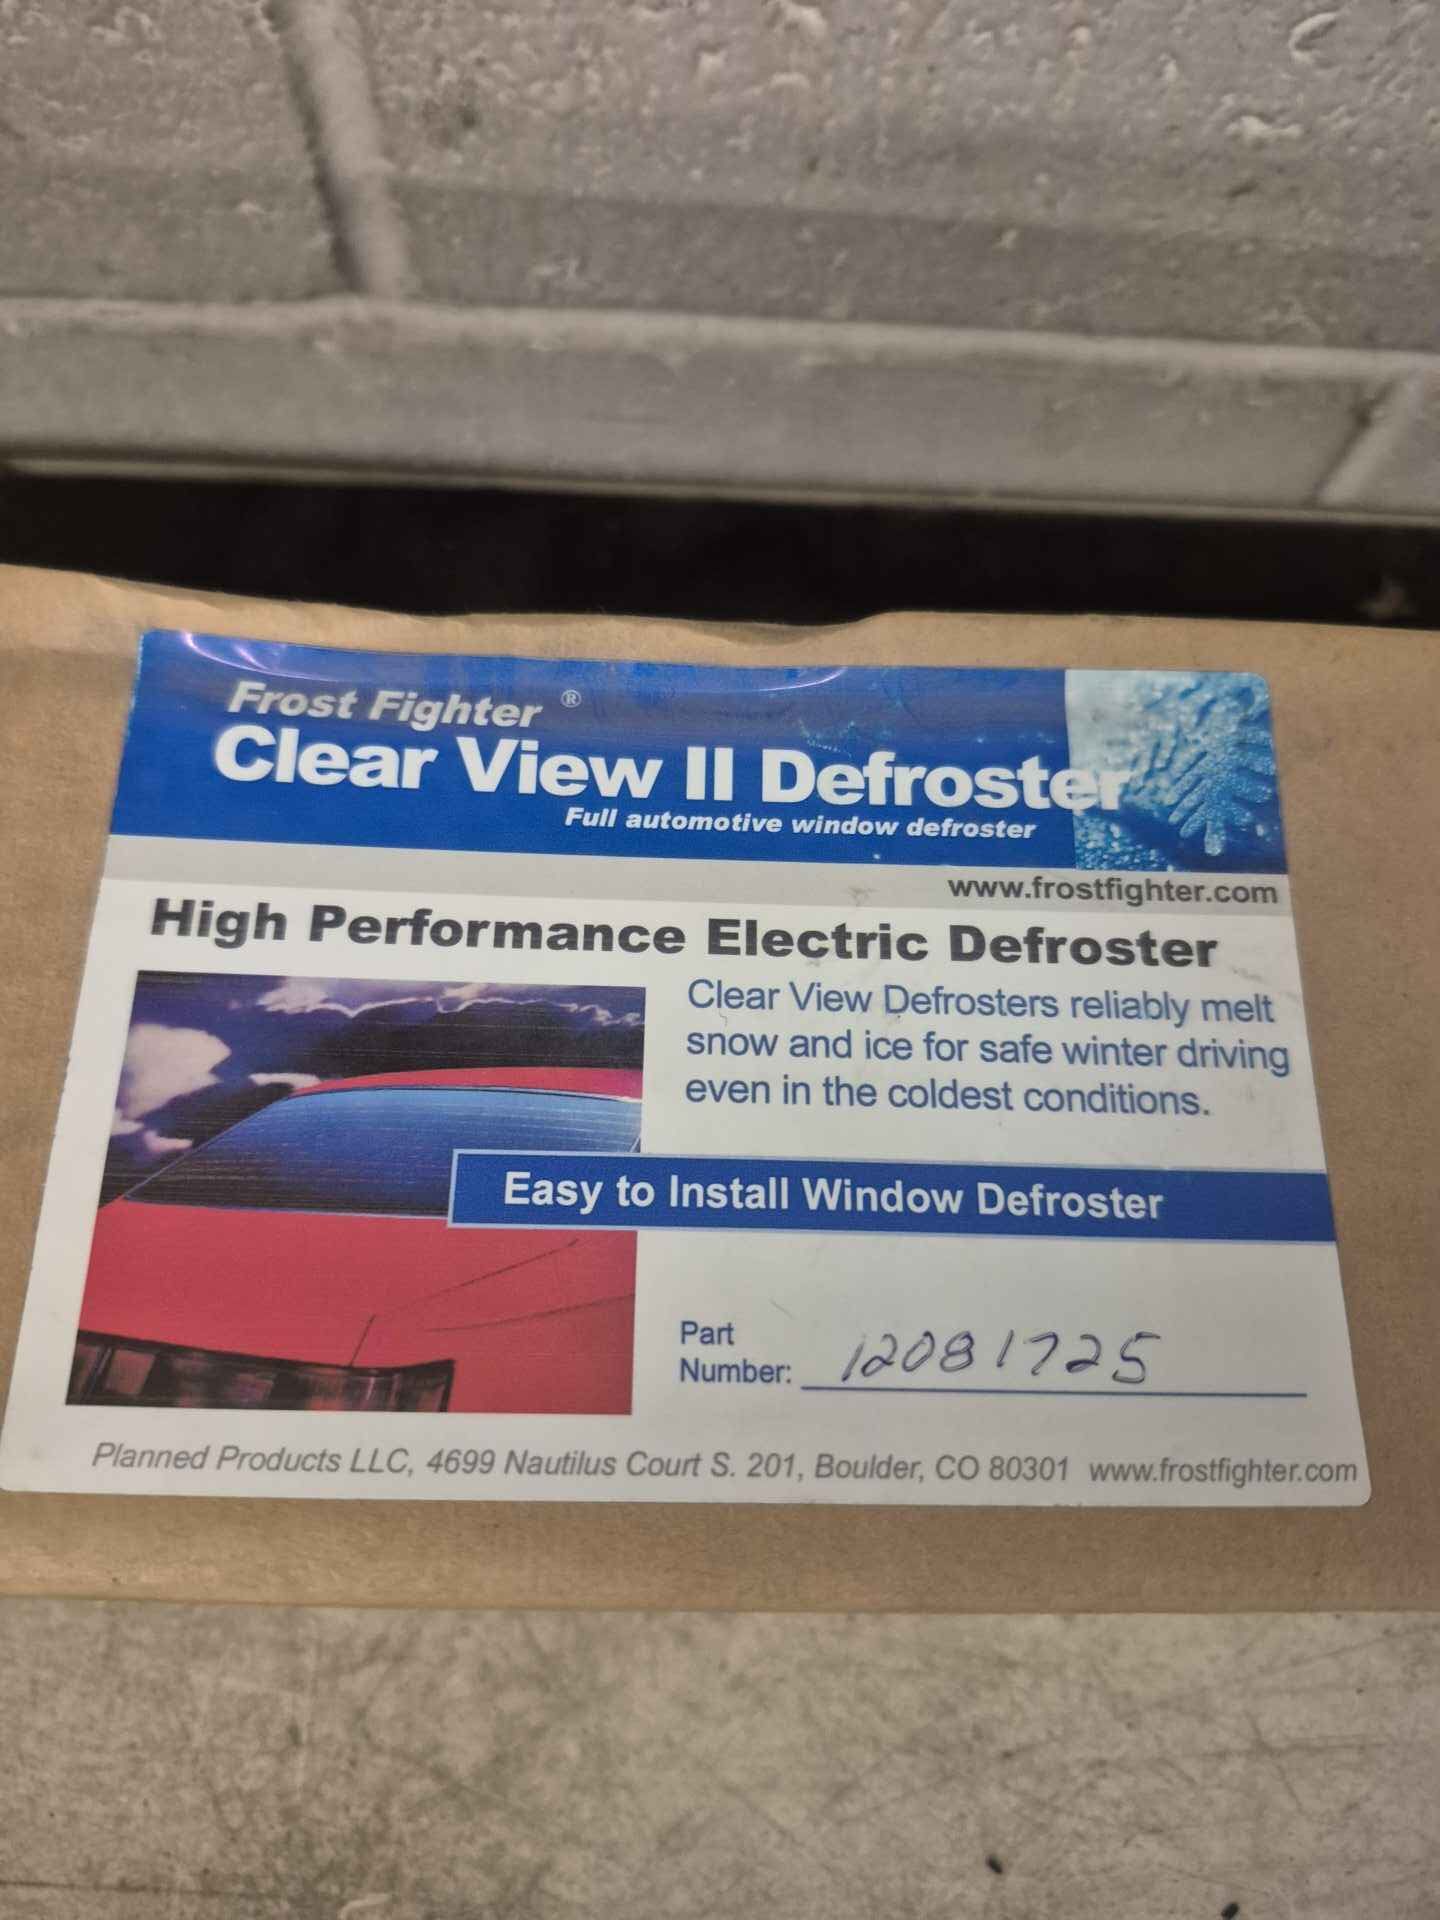 Frost Fighter ®
Clear View II Defroster
Full automotive window defroster
www.frostfighter.com
High Performance Electric Defroster
Clear View Defrosters reliably melt
snow and ice for safe winter driving
even in the coldest conditions.
Easy to Install Window Defroster
Part
Number: 12081725
Planned Products LLC, 4699 Nautilus Court S. 201, Boulder, CO 80301 www.frostfighter.com